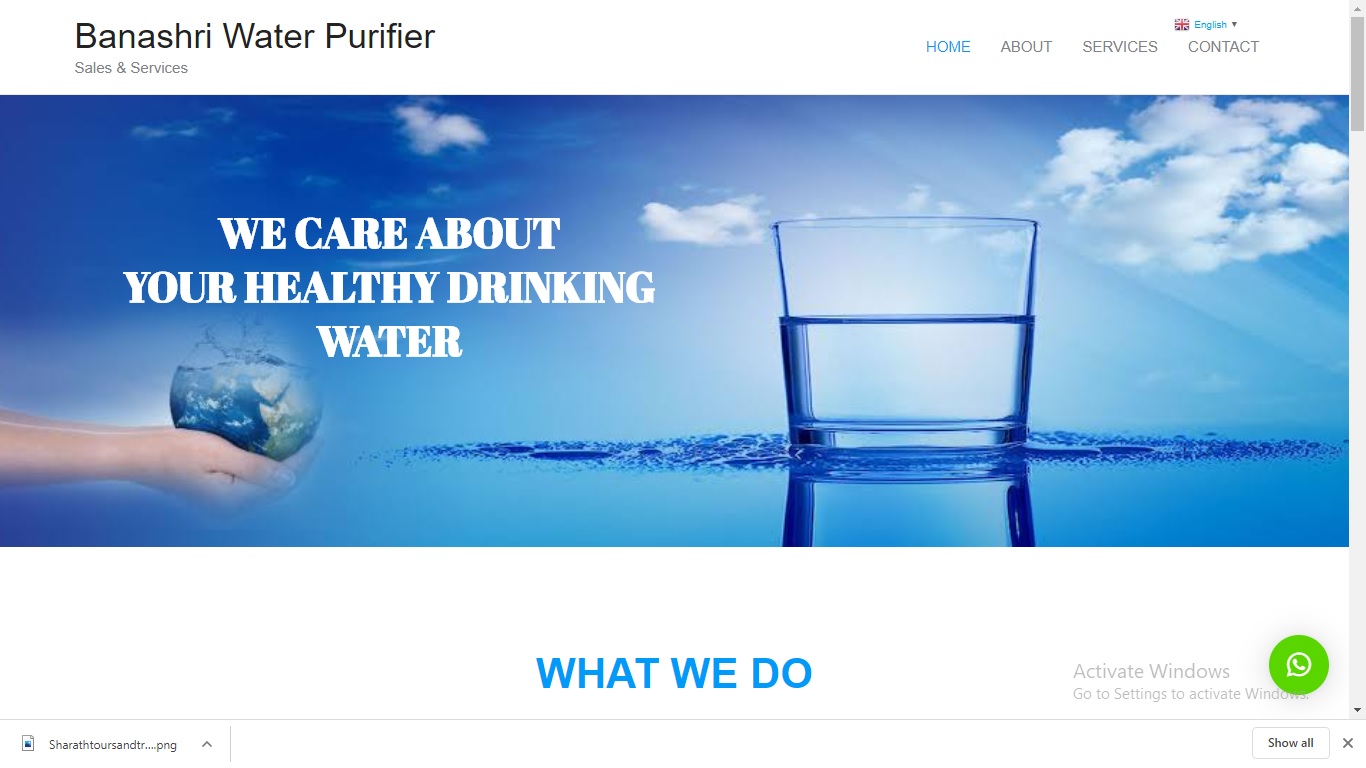 Banashri Water Purifier
Sales & Services
English ▼
HOME ABOUT SERVICES CONTACT
WE CARE ABOUT
YOUR HEALTHY DRINKING
WATER
WHAT WE DO
Activate Windows
Go to Settings to activate Windows.
Sharathtoursandtr....png
Show all